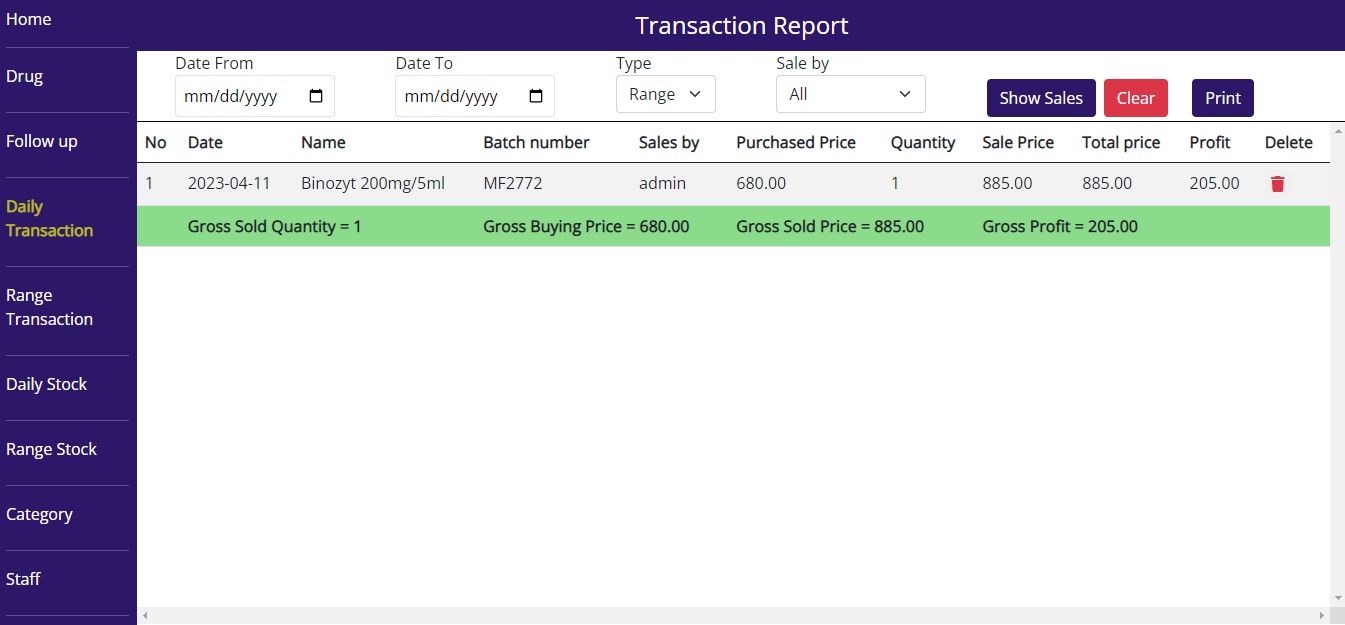 Home
Drug
Follow up
Daily
Transaction
Range
Transaction
Daily Stock
Range Stock
Category
Staff
Transaction Report
Date From Date To Type Sale by
mm/dd/yyyy mm/dd/yyyy Range All Show Sales Clear Print
No Date Name Batch number Sales by Purchased Price Quantity Sale Price Total price Profit Delete
1 2023-04-11 Binozyt 200mg/5ml MF2772 admin 680.00 1 885.00 885.00 205.00
Gross Sold Quantity = 1 Gross Buying Price = 680.00 Gross Sold Price = 885.00 Gross Profit = 205.00